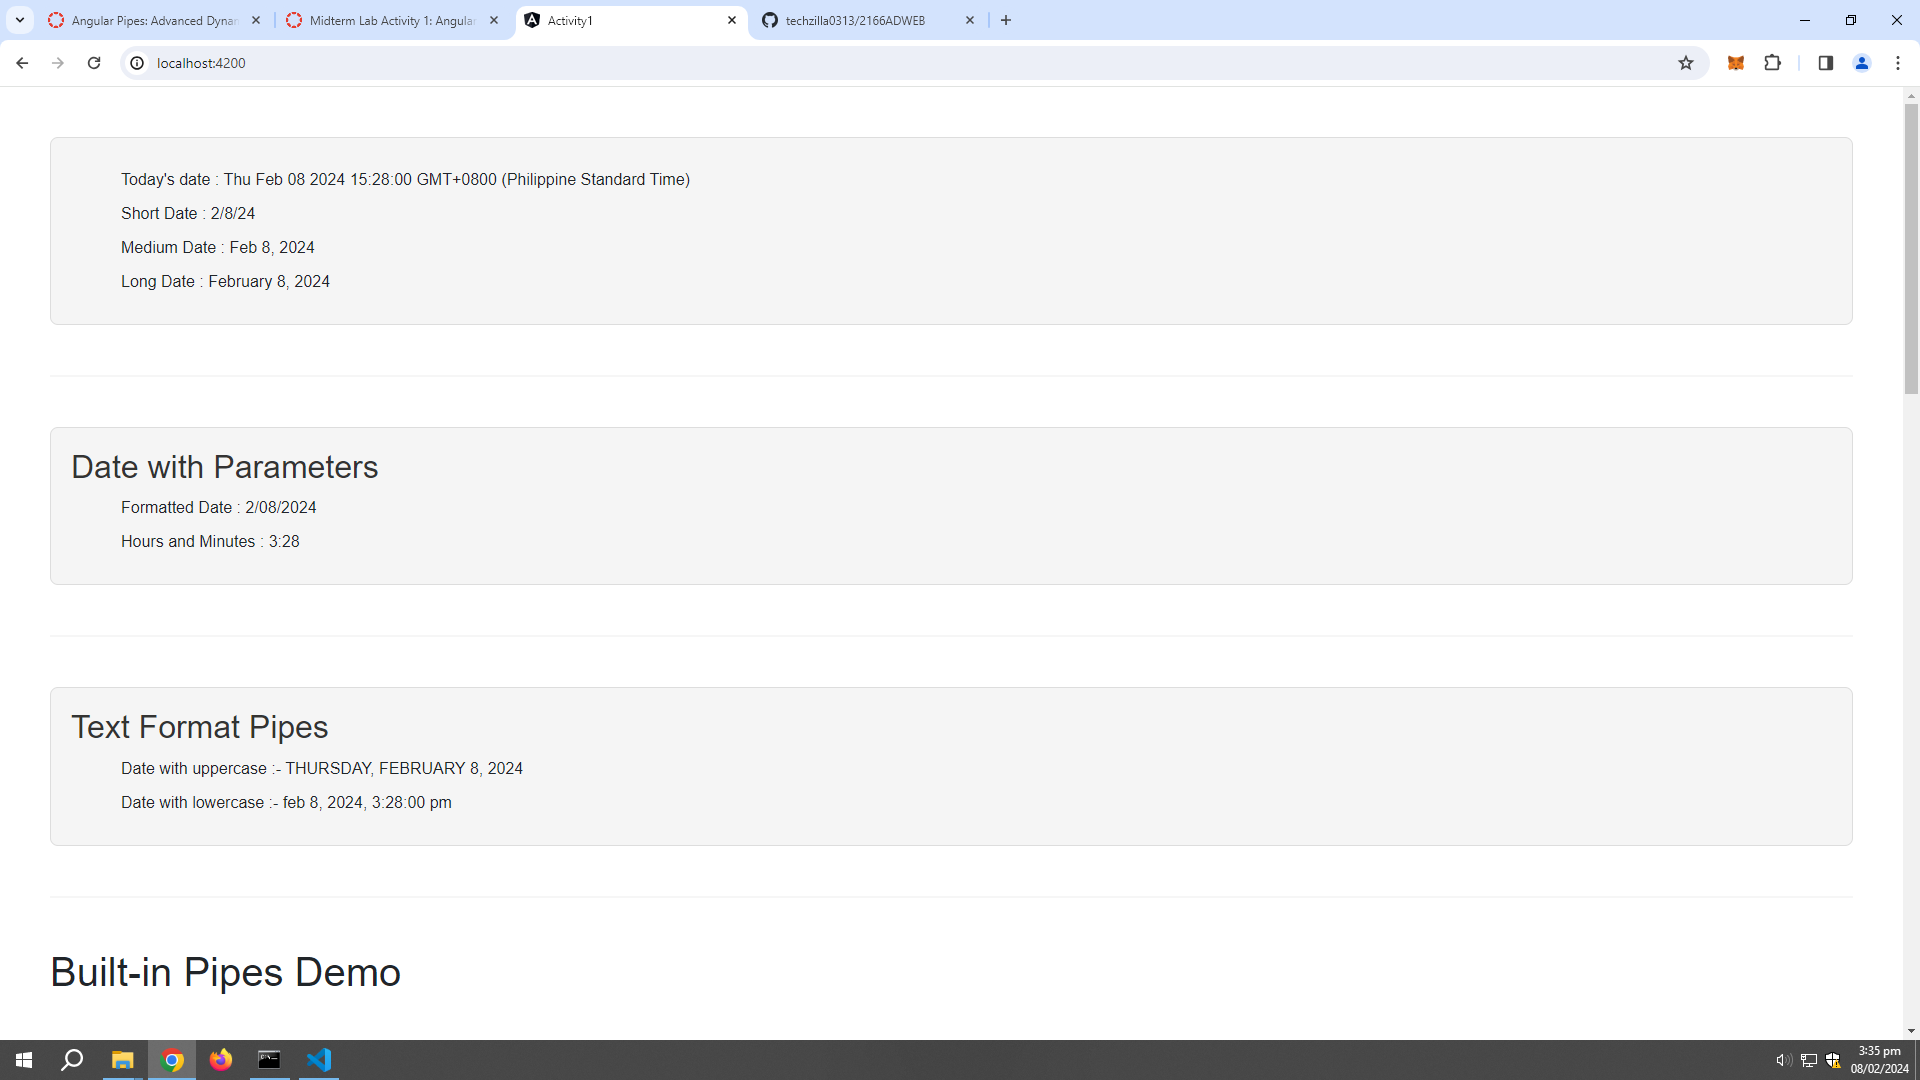 Angular Pipes: Advanced Dynam
Midterm Lab Activity 1: Angular
Activity1
techzilla0313/2166ADWEB
localhost:4200
Today's date : Thu Feb 08 2024 15:28:00 GMT+0800 (Philippine Standard Time)
Short Date : 2/8/24
Medium Date : Feb 8, 2024
Long Date : February 8, 2024
Date with Parameters
Formatted Date : 2/08/2024
Hours and Minutes : 3:28
Text Format Pipes
Date with uppercase :- THURSDAY, FEBRUARY 8, 2024
Date with lowercase :- feb 8, 2024, 3:28:00 pm
Built-in Pipes Demo
3:35 pm
08/02/2024